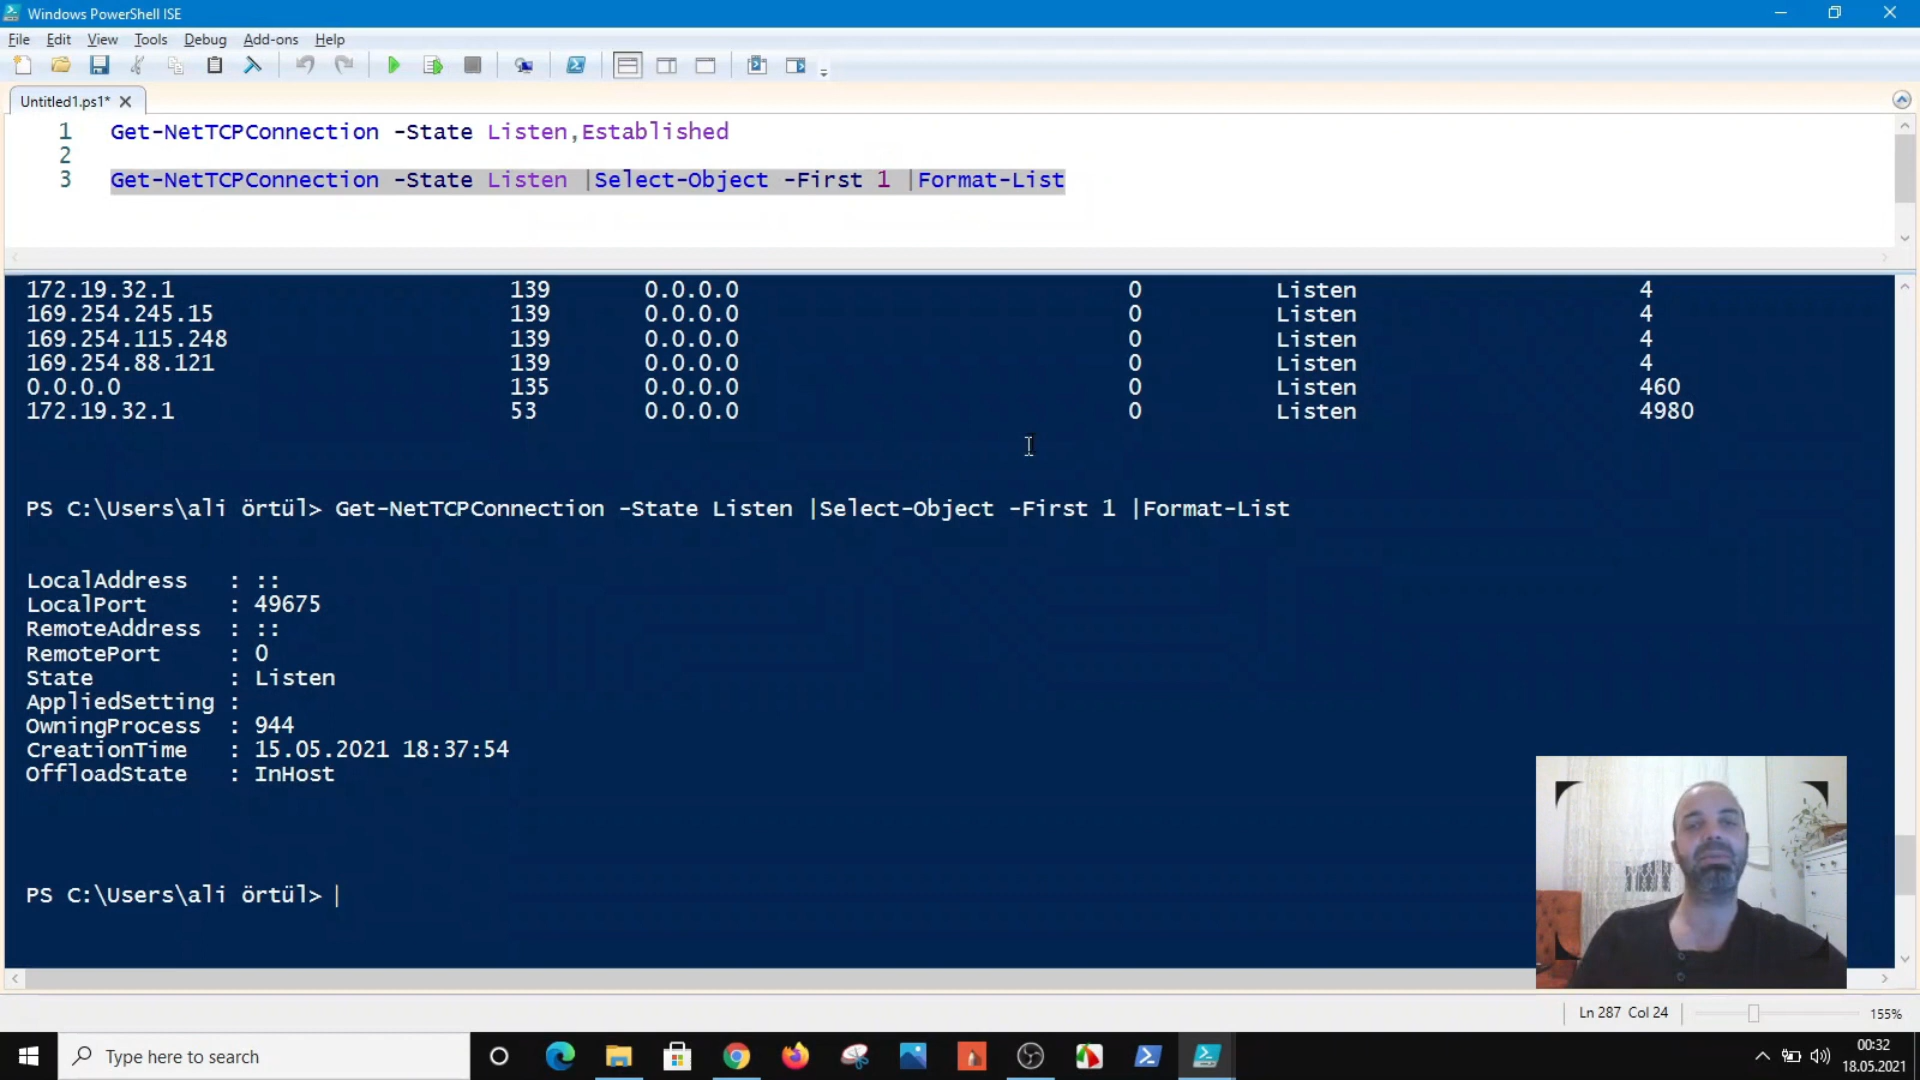 Windows PowerShell ISE
File Edit View Tools Debug Add-ons Help
Untitled1.ps1*
1 Get-NetTCPConnection -State Listen,Established
2
3 Get-NetTCPConnection -State Listen |Select-Object -First 1 |Format-List
172.19.32.1 139 0.0.0.0 0 Listen 4
169.254.245.15 139 0.0.0.0 0 Listen 4
169.254.115.248 139 0.0.0.0 0 Listen 4
169.254.88.121 139 0.0.0.0 0 Listen 4
0.0.0.0 135 0.0.0.0 0 Listen 460
172.19.32.1 53 0.0.0.0 0 Listen 4980
PS C:\Users\ali örtül> Get-NetTCPConnection -State Listen |Select-Object -First 1 |Format-List
LocalAddress : ::
LocalPort : 49675
RemoteAddress : ::
RemotePort : 0
State : Listen
AppliedSetting :
OwningProcess : 944
CreationTime : 15.05.2021 18:37:54
OffloadState : InHost
PS C:\Users\ali örtül>
Ln 287 Col 24 155%
Type here to search
00:32
18.05.2021